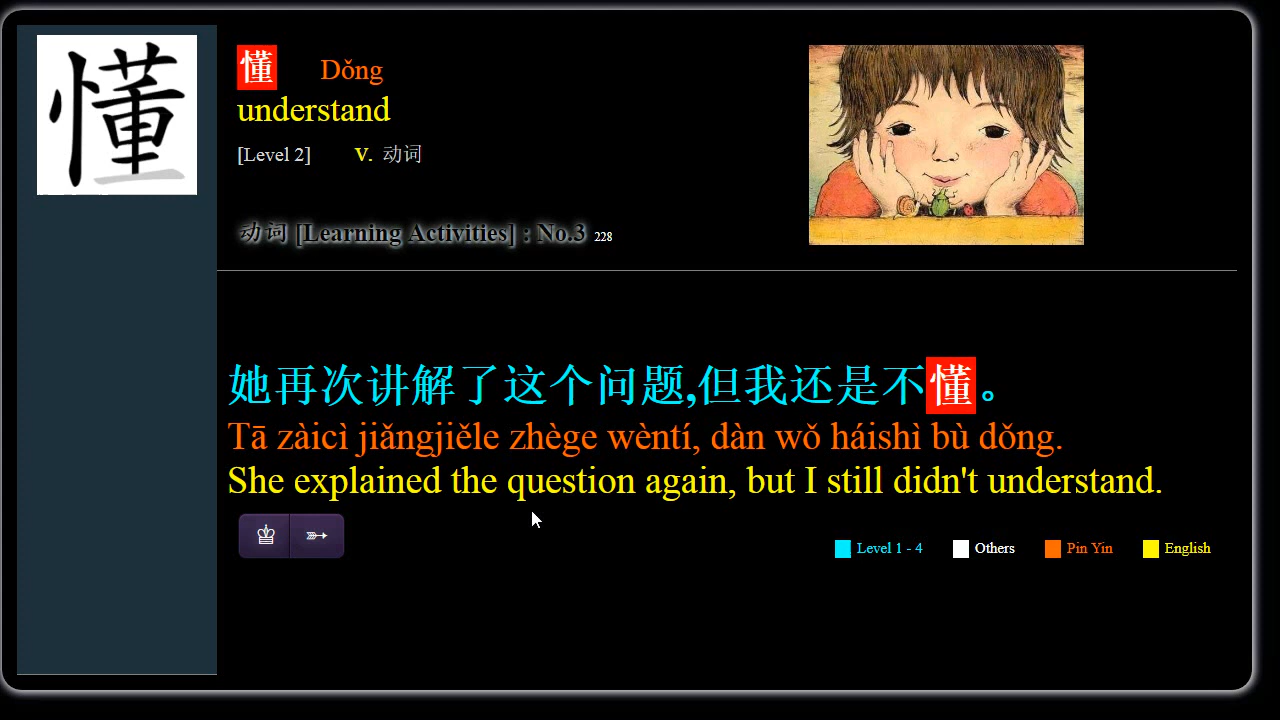 懂
懂 Dǒng
understand
[Level 2] V. 动词
动词 [Learning Activities] : No.3 228
她再次讲解了这个问题,但我还是不懂。
Tā zàicì jiǎngjiěle zhège wèntí, dàn wǒ háishì bù dǒng.
She explained the question again, but I still didn't understand.
Level 1 - 4 Others Pin Yin English